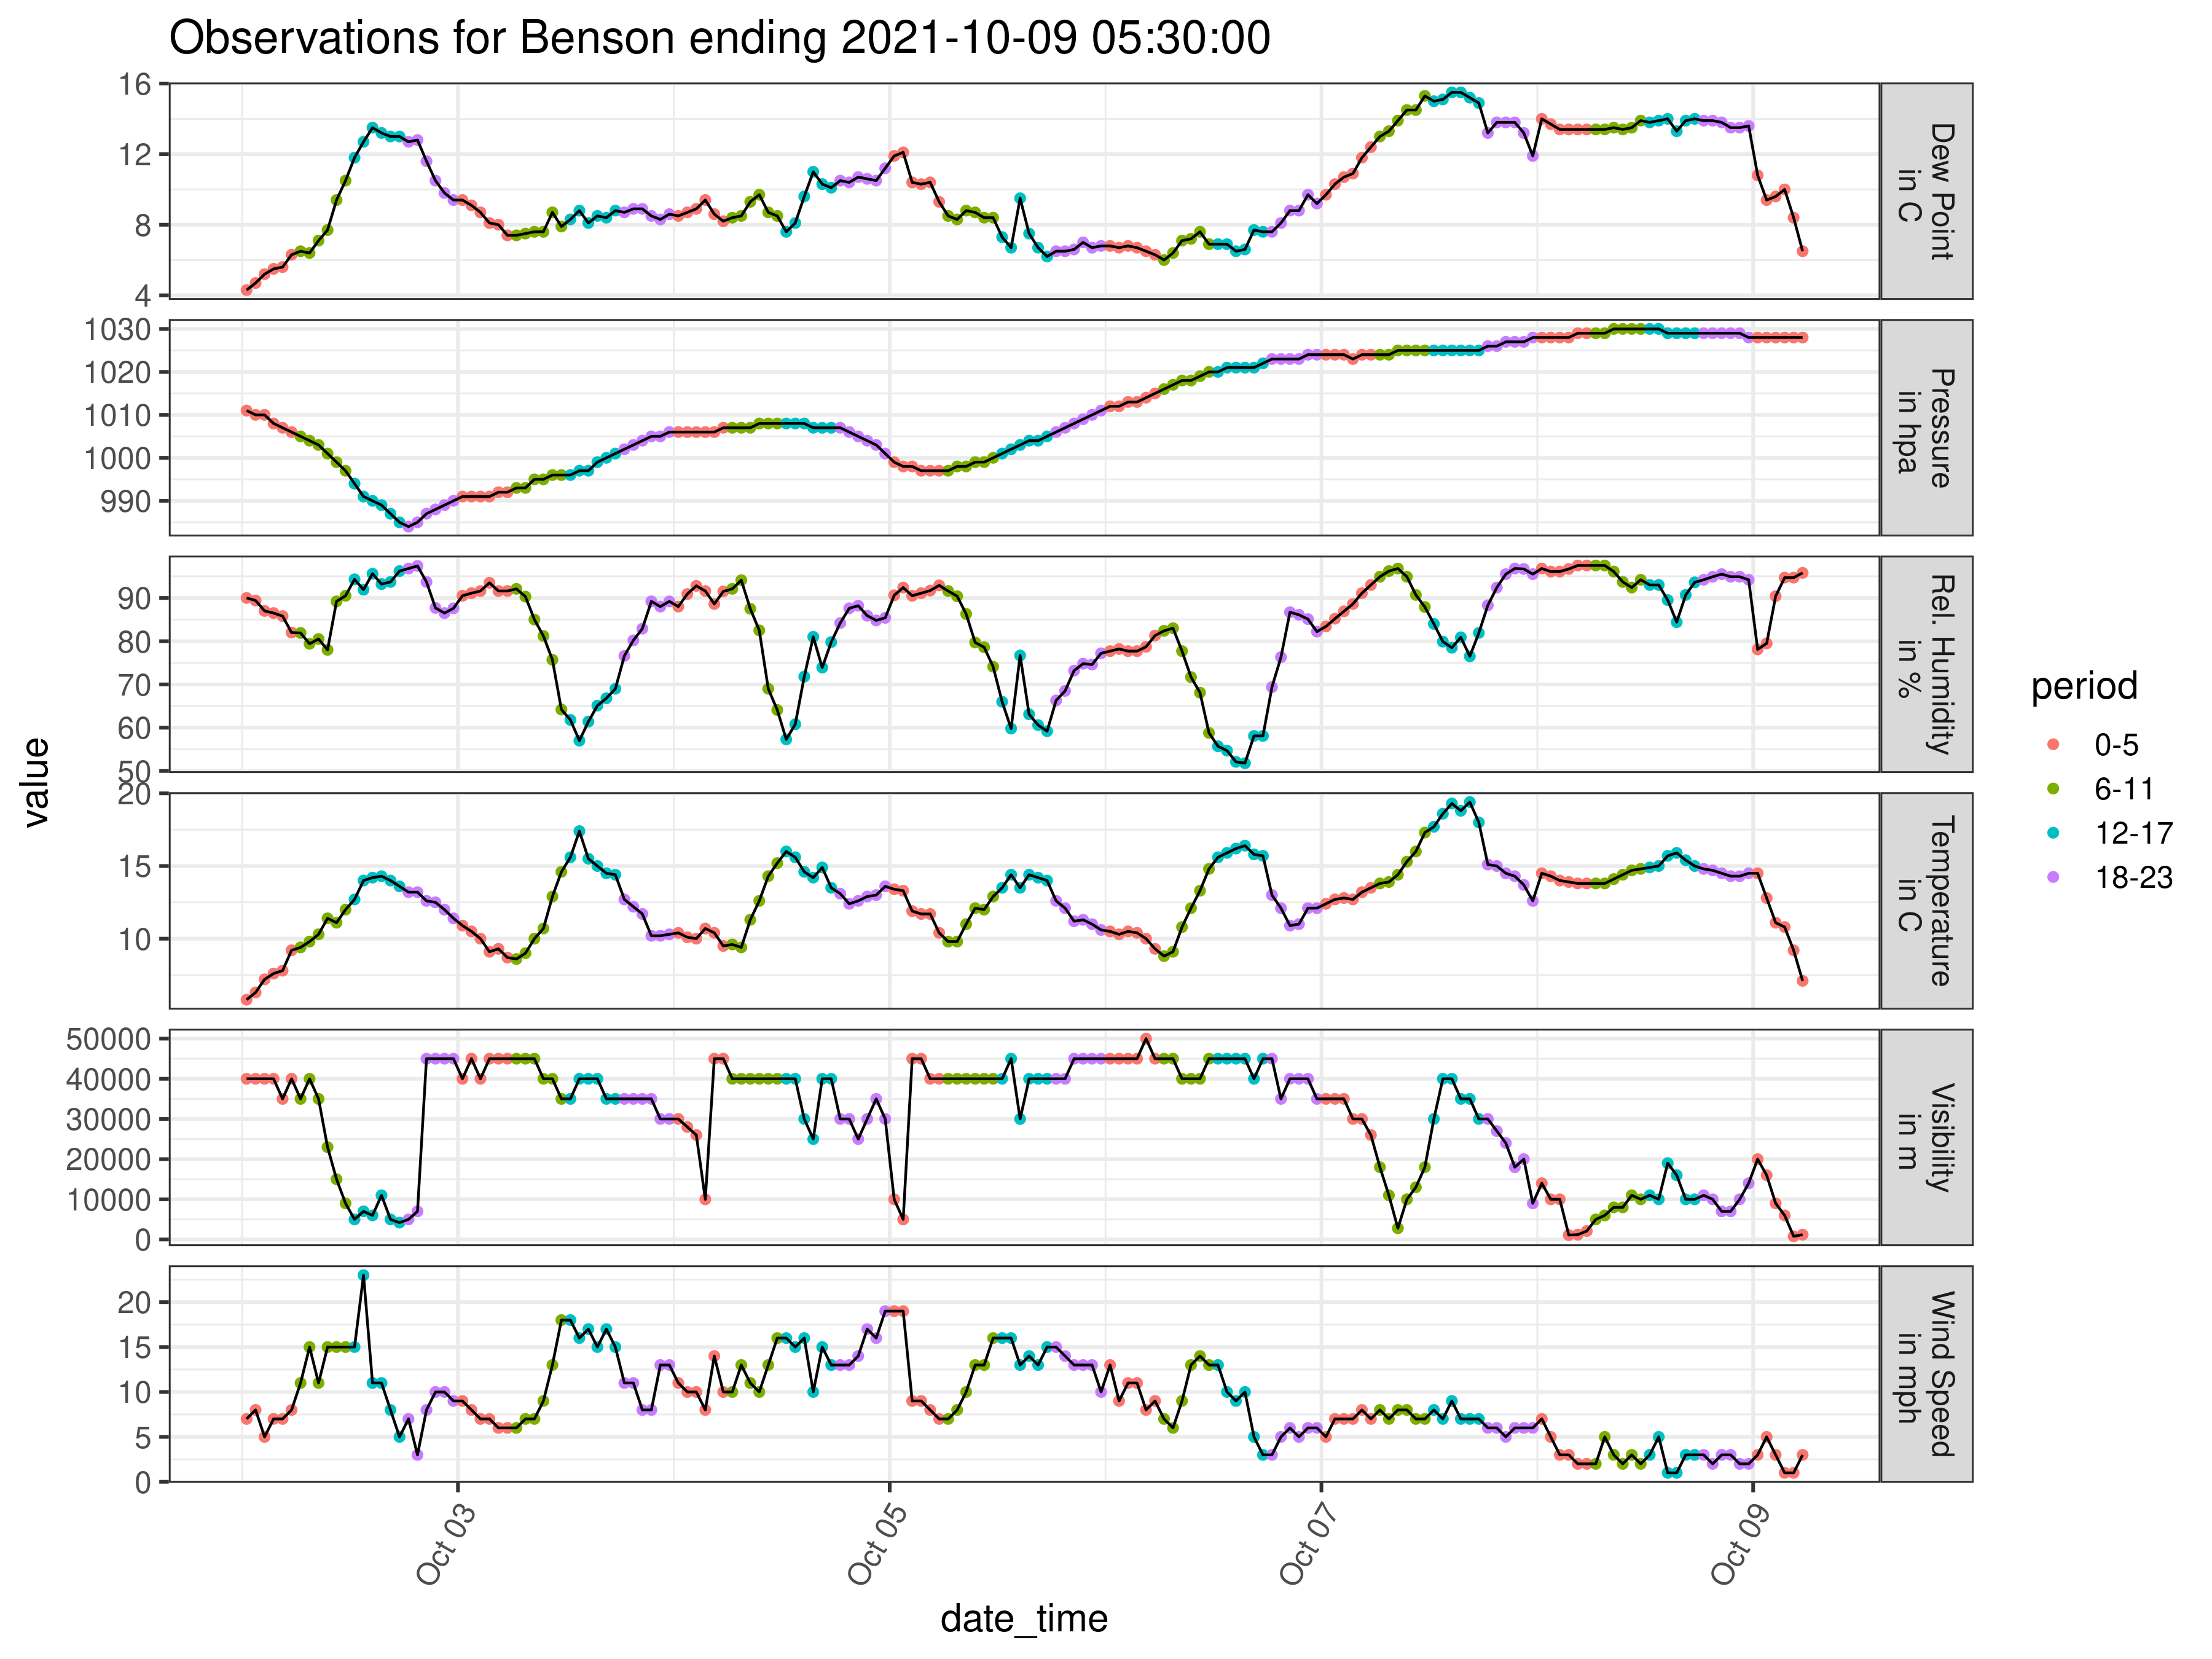 Observations for Benson ending 2021-10-09 05:30:00
value
16
12
8
4
Dew Point
in C
1030
1020
1010
1000
990
Pressure
in hpa
90
80
70
60
50
Rel. Humidity
in %
20
15
10
Temperature
in C
50000
40000
30000
20000
10000
0
Visibility
in m
20
15
10
5
0
Wind Speed
in mph
Oct 03
Oct 05
Oct 07
Oct 09
date_time
period
0-5
6-11
12-17
18-23